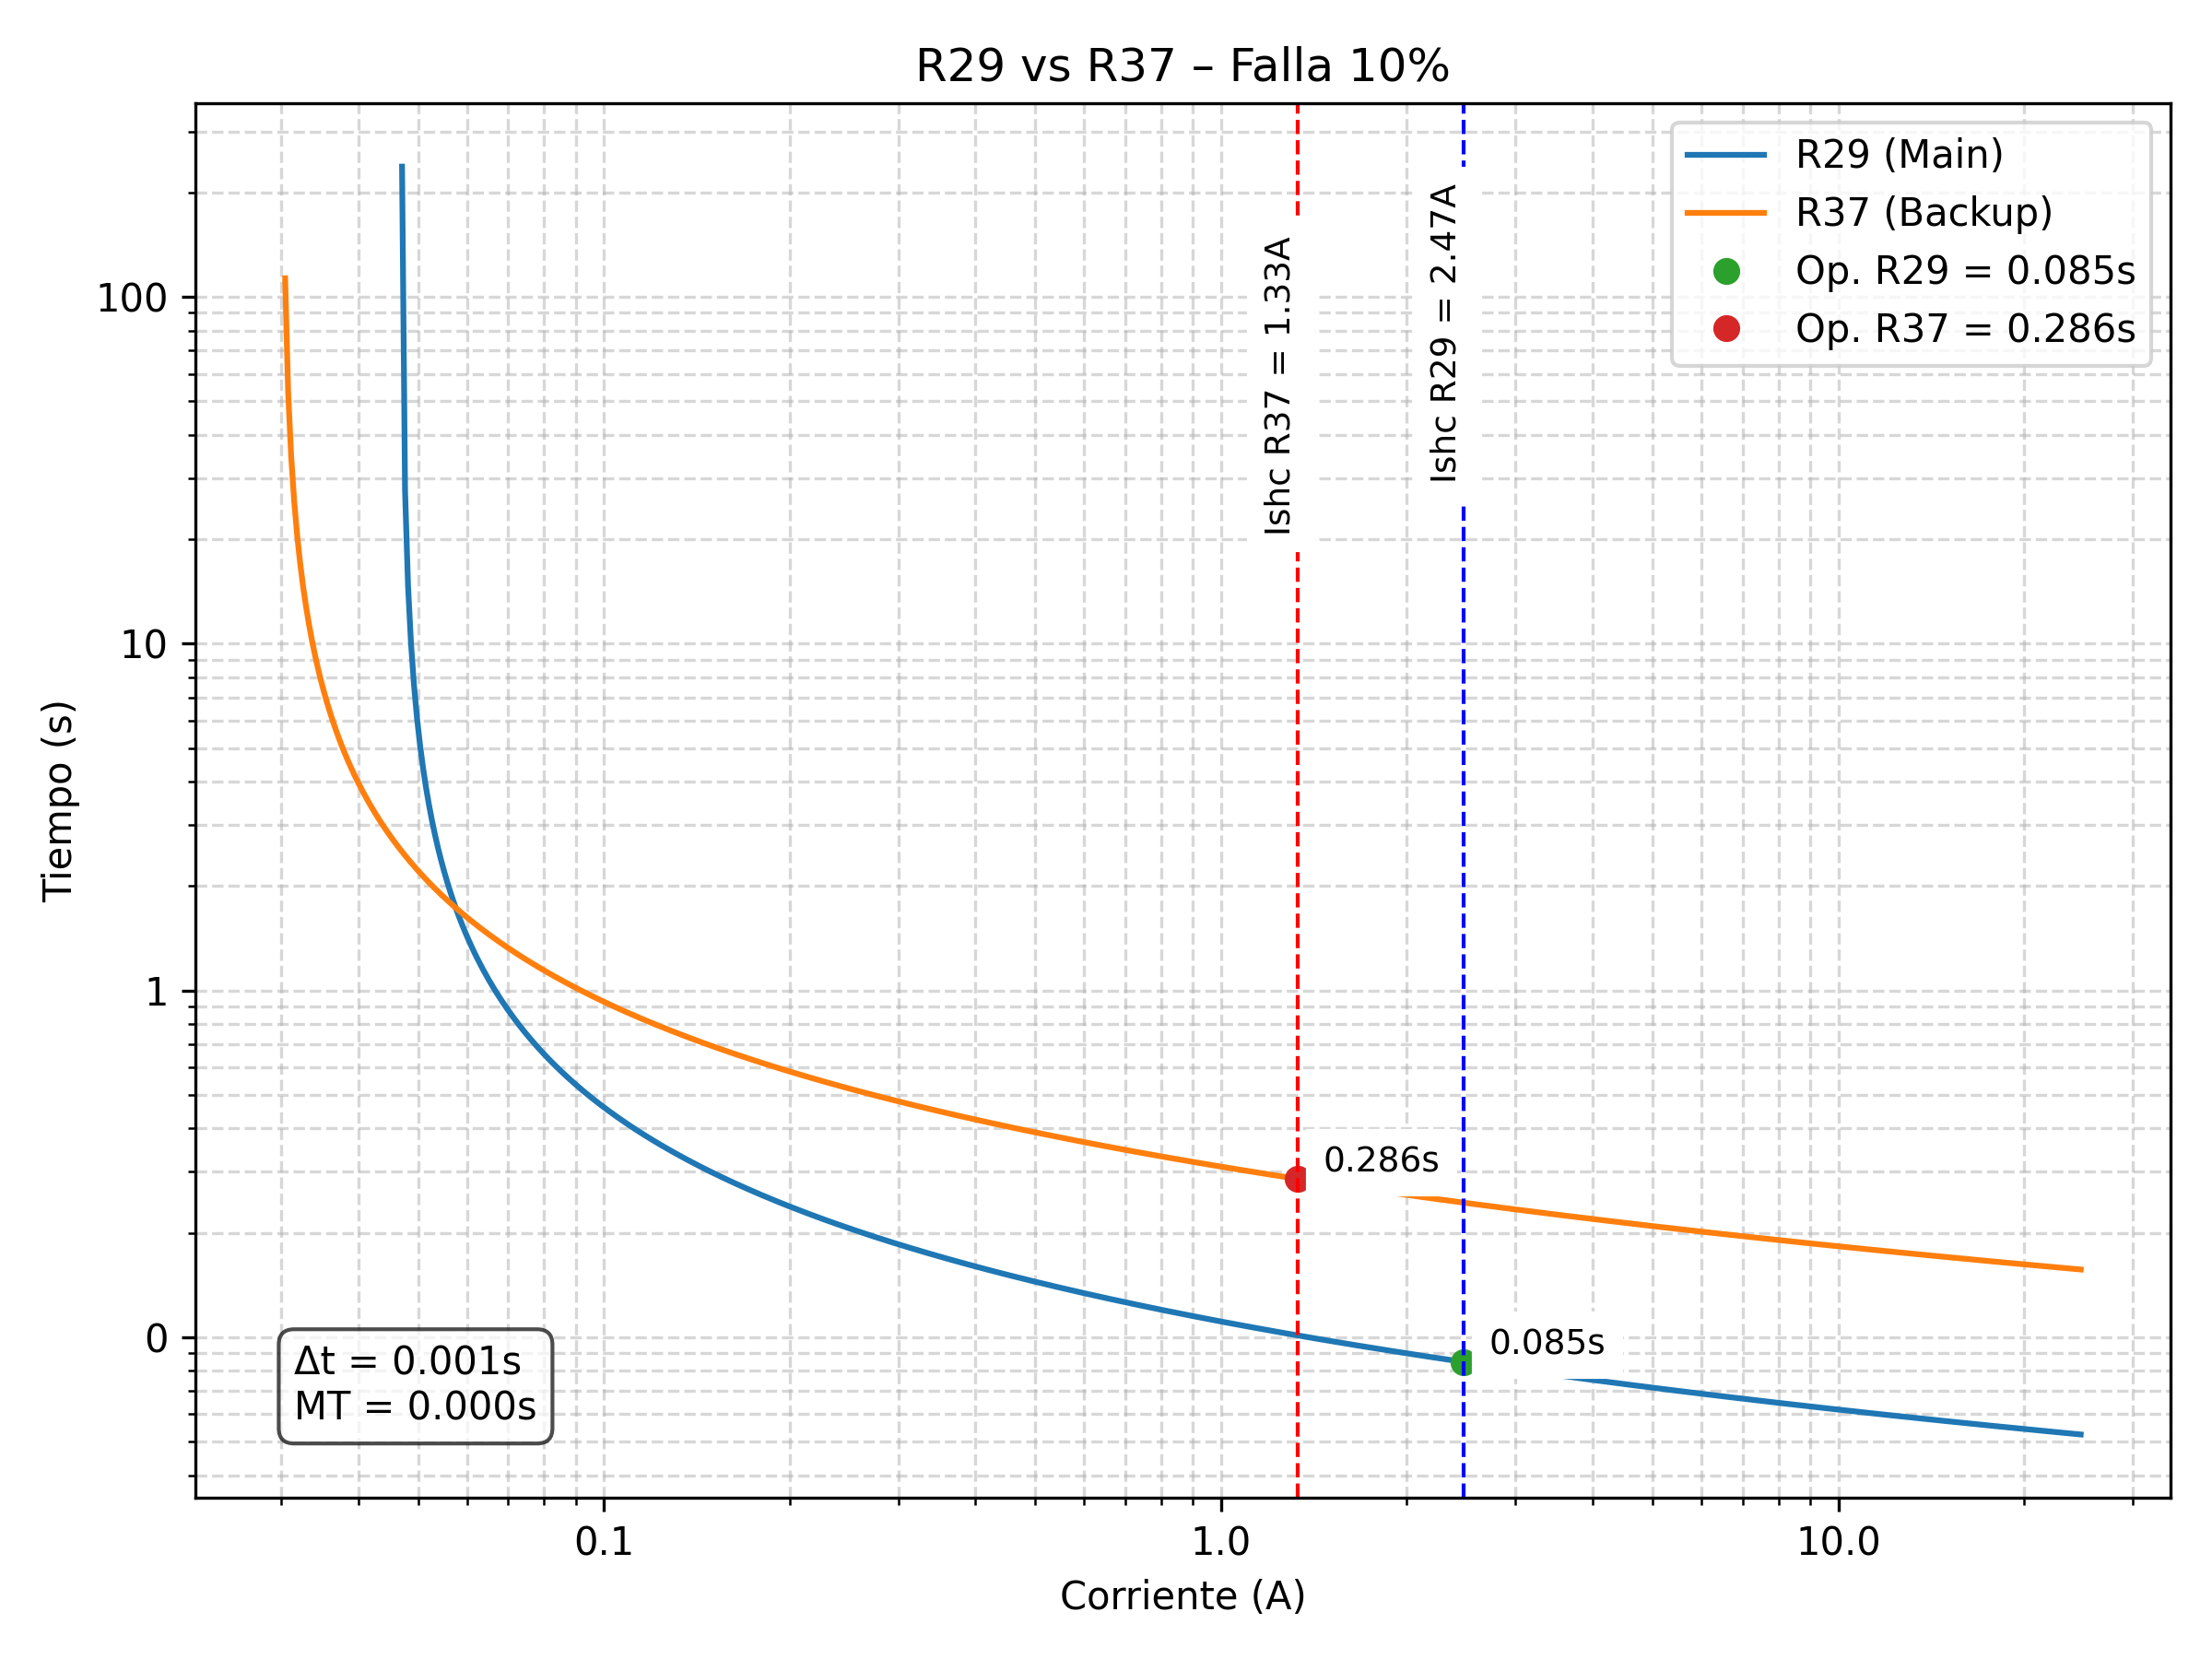 R29 vs R37 – Falla 10%
R29 (Main)
R37 (Backup)
Op. R29 = 0.085s
Op. R37 = 0.286s
Ishc R37 = 1.33A
Ishc R29 = 2.47A
Tiempo (s)
100
10
1
0
0.286s
0.085s
Δt = 0.001s
MT = 0.000s
0.1
1.0
10.0
Corriente (A)